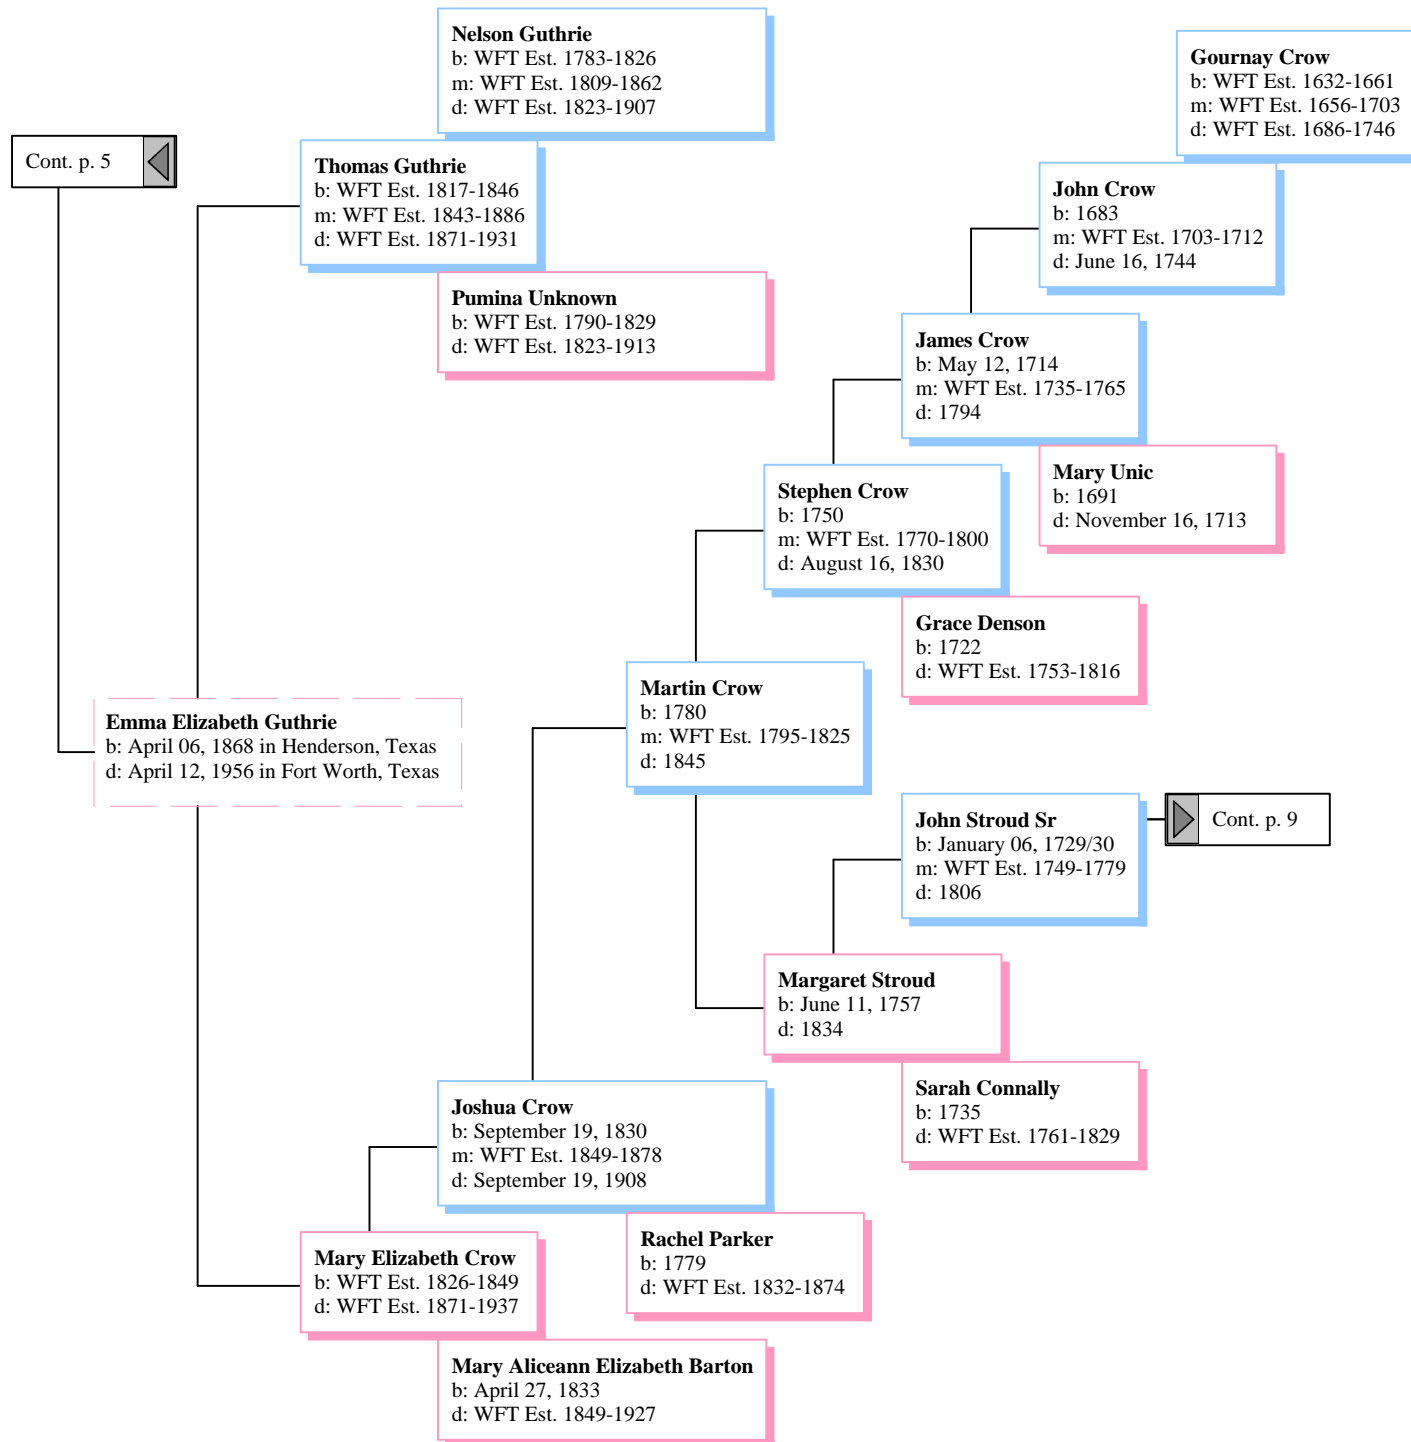 Nelson Guthrie
b: WFT Est. 1783-1826
m: WFT Est. 1809-1862
d: WFT Est. 1823-1907
Gournay Crow
b: WFT Est. 1632-1661
m: WFT Est. 1656-1703
d: WFT Est. 1686-1746
Cont. p. 5
Thomas Guthrie
b: WFT Est. 1817-1846
m: WFT Est. 1843-1886
d: WFT Est. 1871-1931
John Crow
b: 1683
m: WFT Est. 1703-1712
d: June 16, 1744
Pumina Unknown
b: WFT Est. 1790-1829
d: WFT Est. 1823-1913
James Crow
b: May 12, 1714
m: WFT Est. 1735-1765
d: 1794
Mary Unic
b: 1691
d: November 16, 1713
Stephen Crow
b: 1750
m: WFT Est. 1770-1800
d: August 16, 1830
Grace Denson
b: 1722
d: WFT Est. 1753-1816
Martin Crow
b: 1780
m: WFT Est. 1795-1825
d: 1845
Emma Elizabeth Guthrie
b: April 06, 1868 in Henderson, Texas
d: April 12, 1956 in Fort Worth, Texas
John Stroud Sr
b: January 06, 1729/30
m: WFT Est. 1749-1779
d: 1806
Cont. p. 9
Margaret Stroud
b: June 11, 1757
d: 1834
Sarah Connally
b: 1735
d: WFT Est. 1761-1829
Joshua Crow
b: September 19, 1830
m: WFT Est. 1849-1878
d: September 19, 1908
Rachel Parker
b: 1779
d: WFT Est. 1832-1874
Mary Elizabeth Crow
b: WFT Est. 1826-1849
d: WFT Est. 1871-1937
Mary Aliceann Elizabeth Barton
b: April 27, 1833
d: WFT Est. 1849-1927